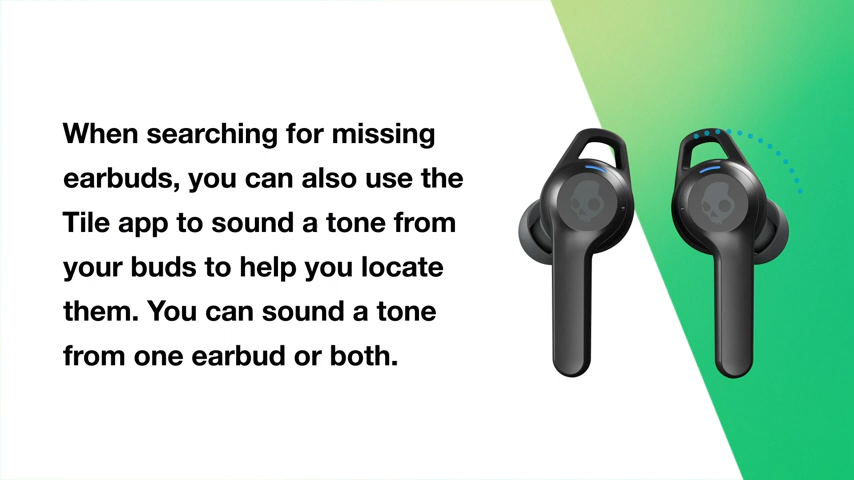 When searching for missing
earbuds, you can also use the
Tile app to sound a tone from
your buds to help you locate
them. You can sound a tone
from one earbud or both.